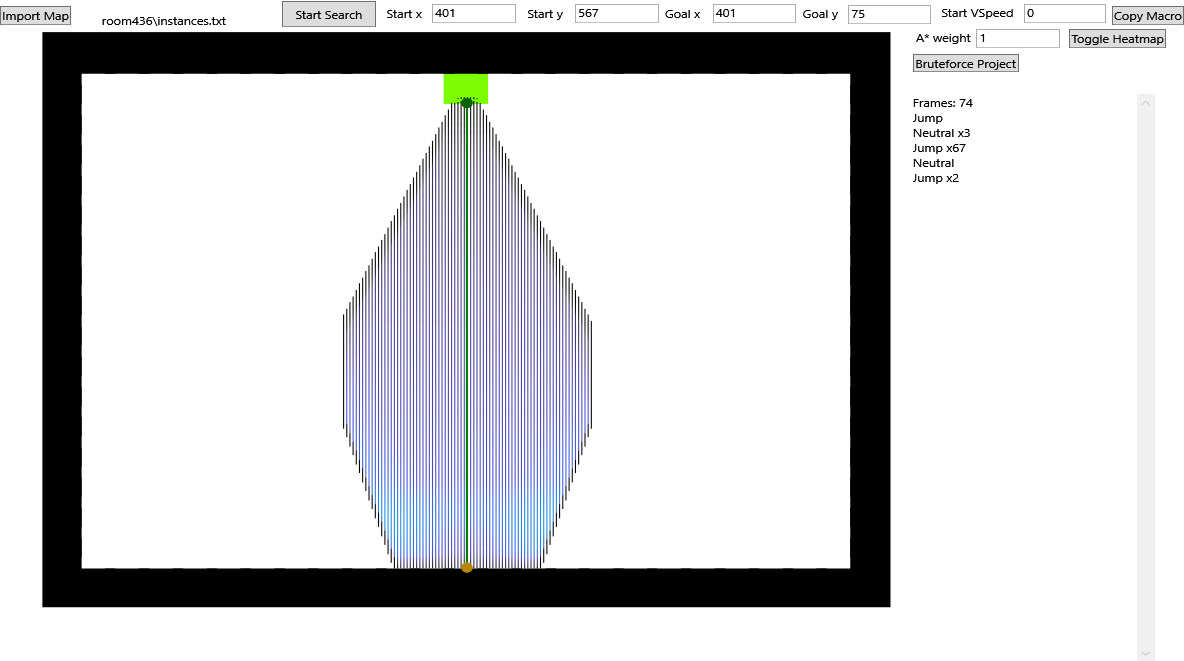 Import Map
room436\instances.txt
Start Search
Start x 401
Start y 567
Goal x 401
Goal y 75
Start VSpeed 0
Copy Macro
A* weight 1
Toggle Heatmap
Bruteforce Project
Frames: 74
Jump
Neutral x3
Jump x67
Neutral
Jump x2